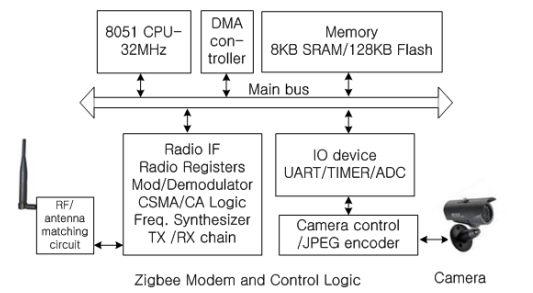 8051 CPU-
32MHz
DMA
con-
troller
Memory
8KB SRAM/128KB Flash
Main bus
Radio IF
Radio Registers
Mod/Demodulator
CSMA/CA Logic
Freq. Synthesizer
TX /RX chain
IO device
UART/TIMER/ADC
RF/
antenna
matching
circuit
Camera control
/JPEG encoder
Zigbee Modem and Control Logic
Camera